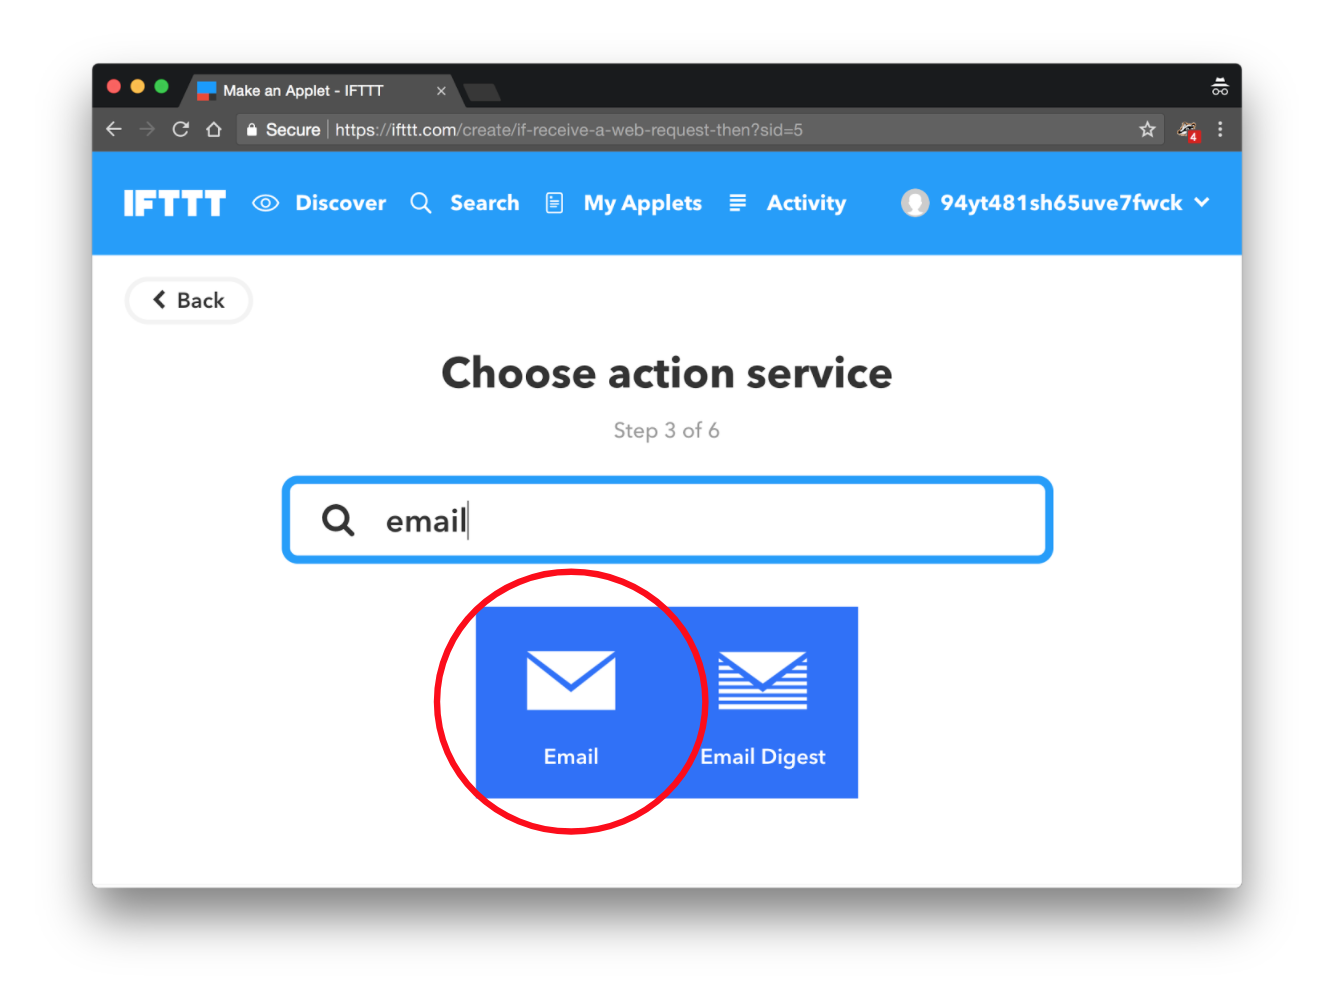 Make an Applet - IFTTT
Secure https://ifttt.com/create/if-receive-a-web-request-then?sid=5
4
IFTTT Discover Search My Applets Activity 94yt481sh65uve7fwck
Back
Choose action service
Step 3 of 6
email
Email Email Digest